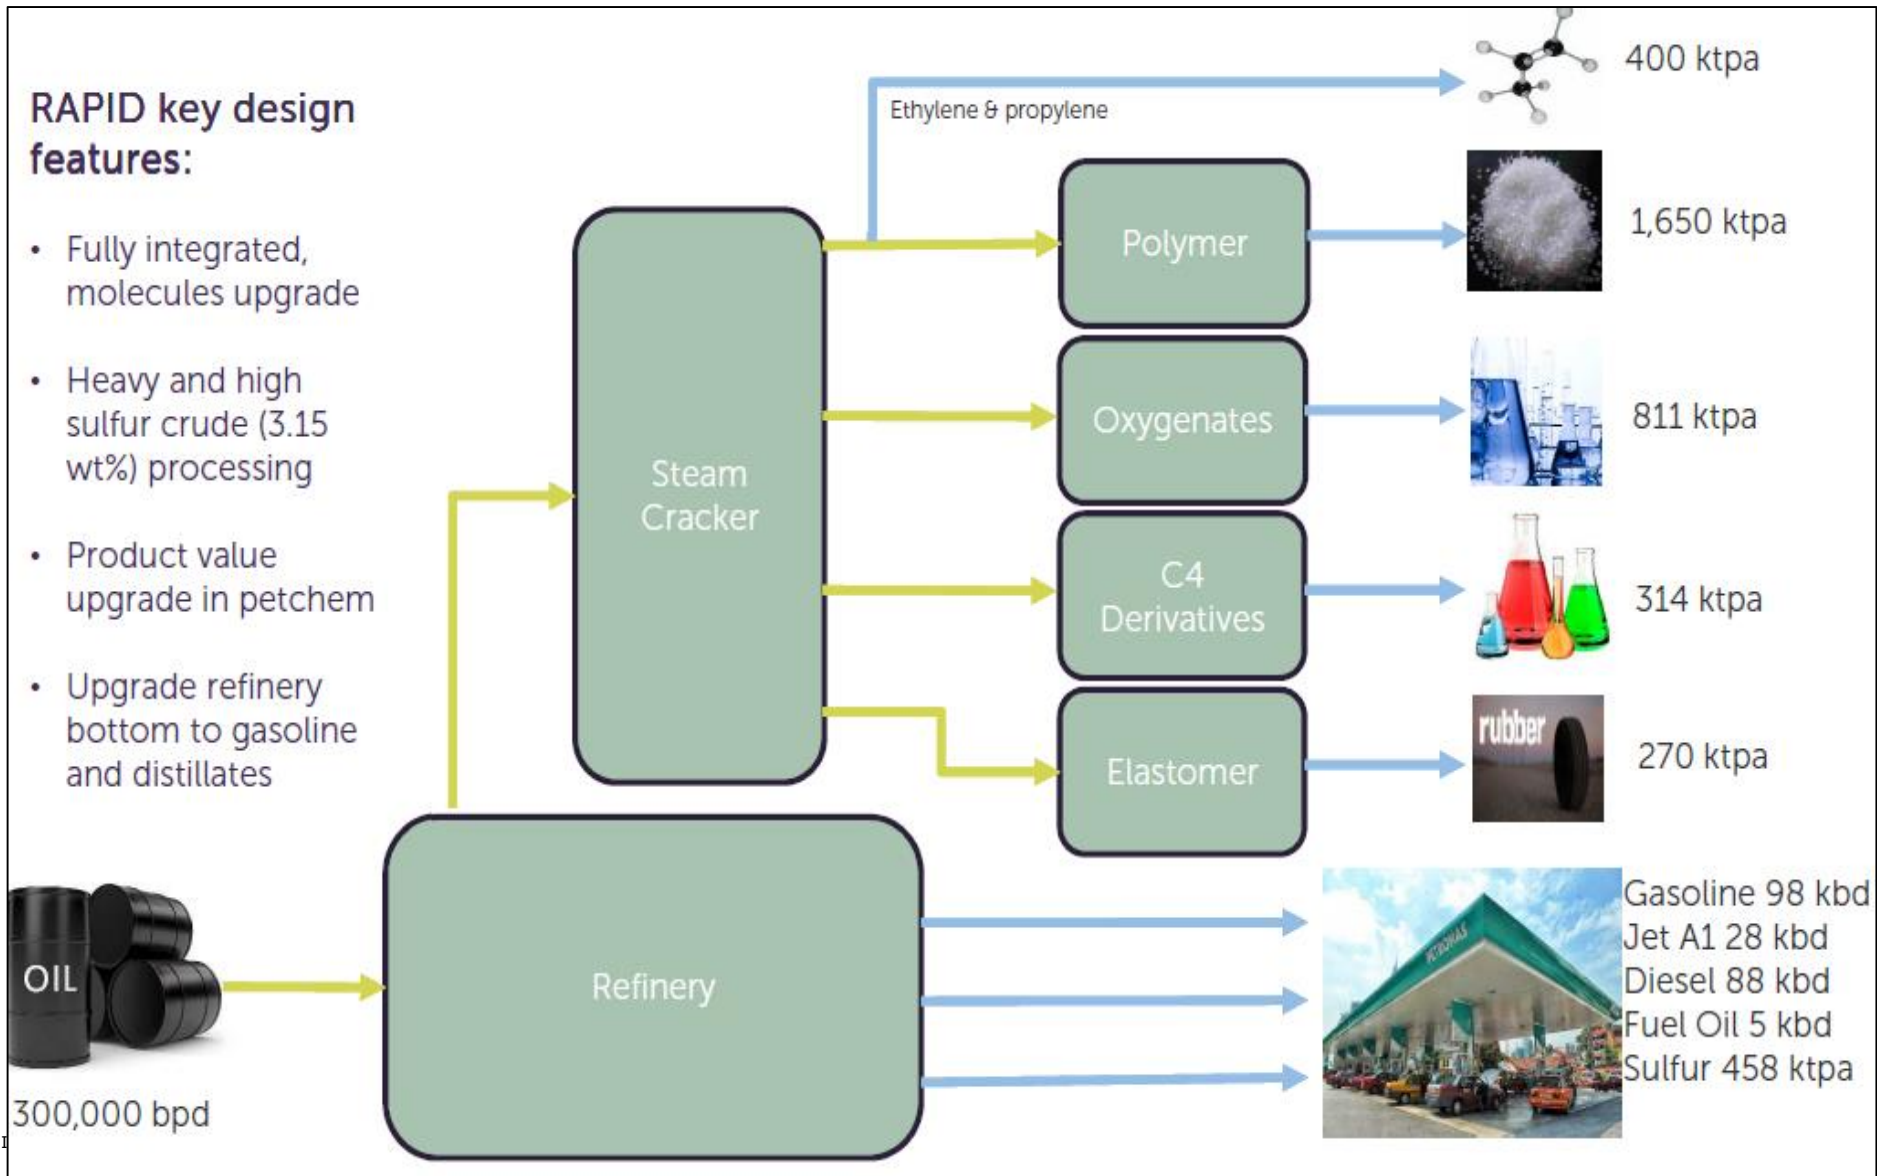 RAPID key design
features:
• Fully integrated,
molecules upgrade
• Heavy and high
sulfur crude (3.15
wt%) processing
• Product value
upgrade in petchem
• Upgrade refinery
bottom to gasoline
and distillates
OIL
300,000 bpd
Refinery
Steam
Cracker
Ethylene & propylene
400 ktpa
Polymer
1,650 ktpa
Oxygenates
811 ktpa
C4
Derivatives
314 ktpa
Elastomer
rubber
270 ktpa
PETRONAS
Gasoline 98 kbd
Jet A1 28 kbd
Diesel 88 kbd
Fuel Oil 5 kbd
Sulfur 458 ktpa